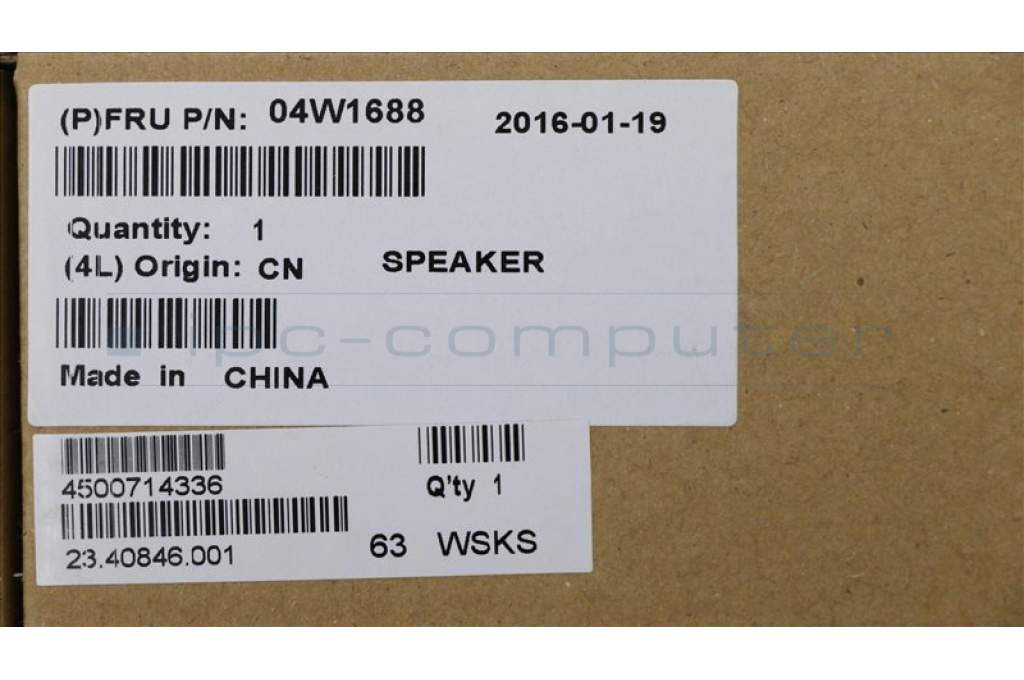 (P)FRU P/N: 04W1688 2016-01-19
Quantity: 1
(4L) Origin: CN SPEAKER
ipc-computer
Made in CHINA
4500714336 Q'ty 1
23.40846.001 63 WSKS